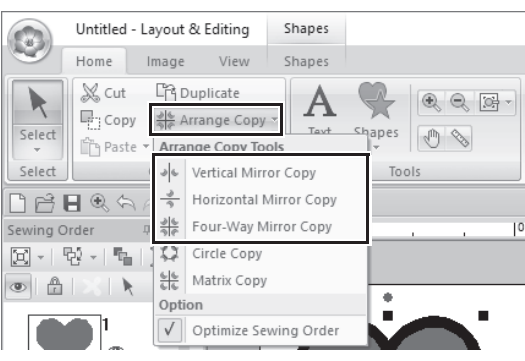 Untitled - Layout & Editing
Shapes
Home
Image
View
Shapes
Cut
Duplicate
Copy
Arrange Copy
Paste
Select
Text
Shapes
Select
Tools
Arrange Copy Tools
Vertical Mirror Copy
Horizontal Mirror Copy
Four-Way Mirror Copy
Circle Copy
Matrix Copy
Option
Optimize Sewing Order
Sewing Order
0
1